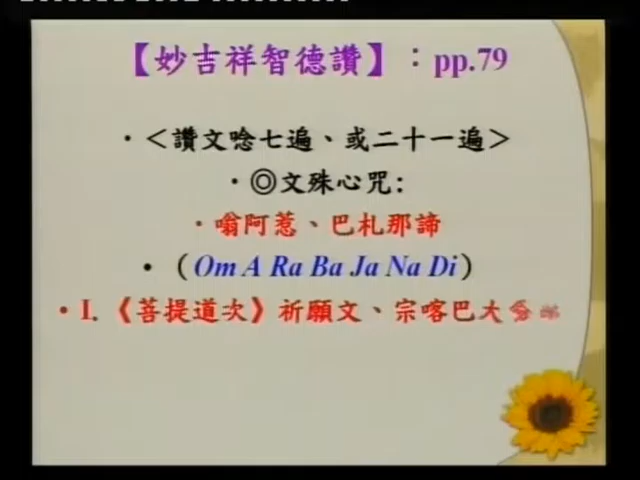 【妙吉祥智德讚】：pp.79
·＜讚文唸七遍、或二十一遍＞
·◎文殊心咒:
·嗡阿惹、巴札那諦
·（Om A Ra Ba Ja Na Di）
·I.《菩提道次》祈願文、宗喀巴大